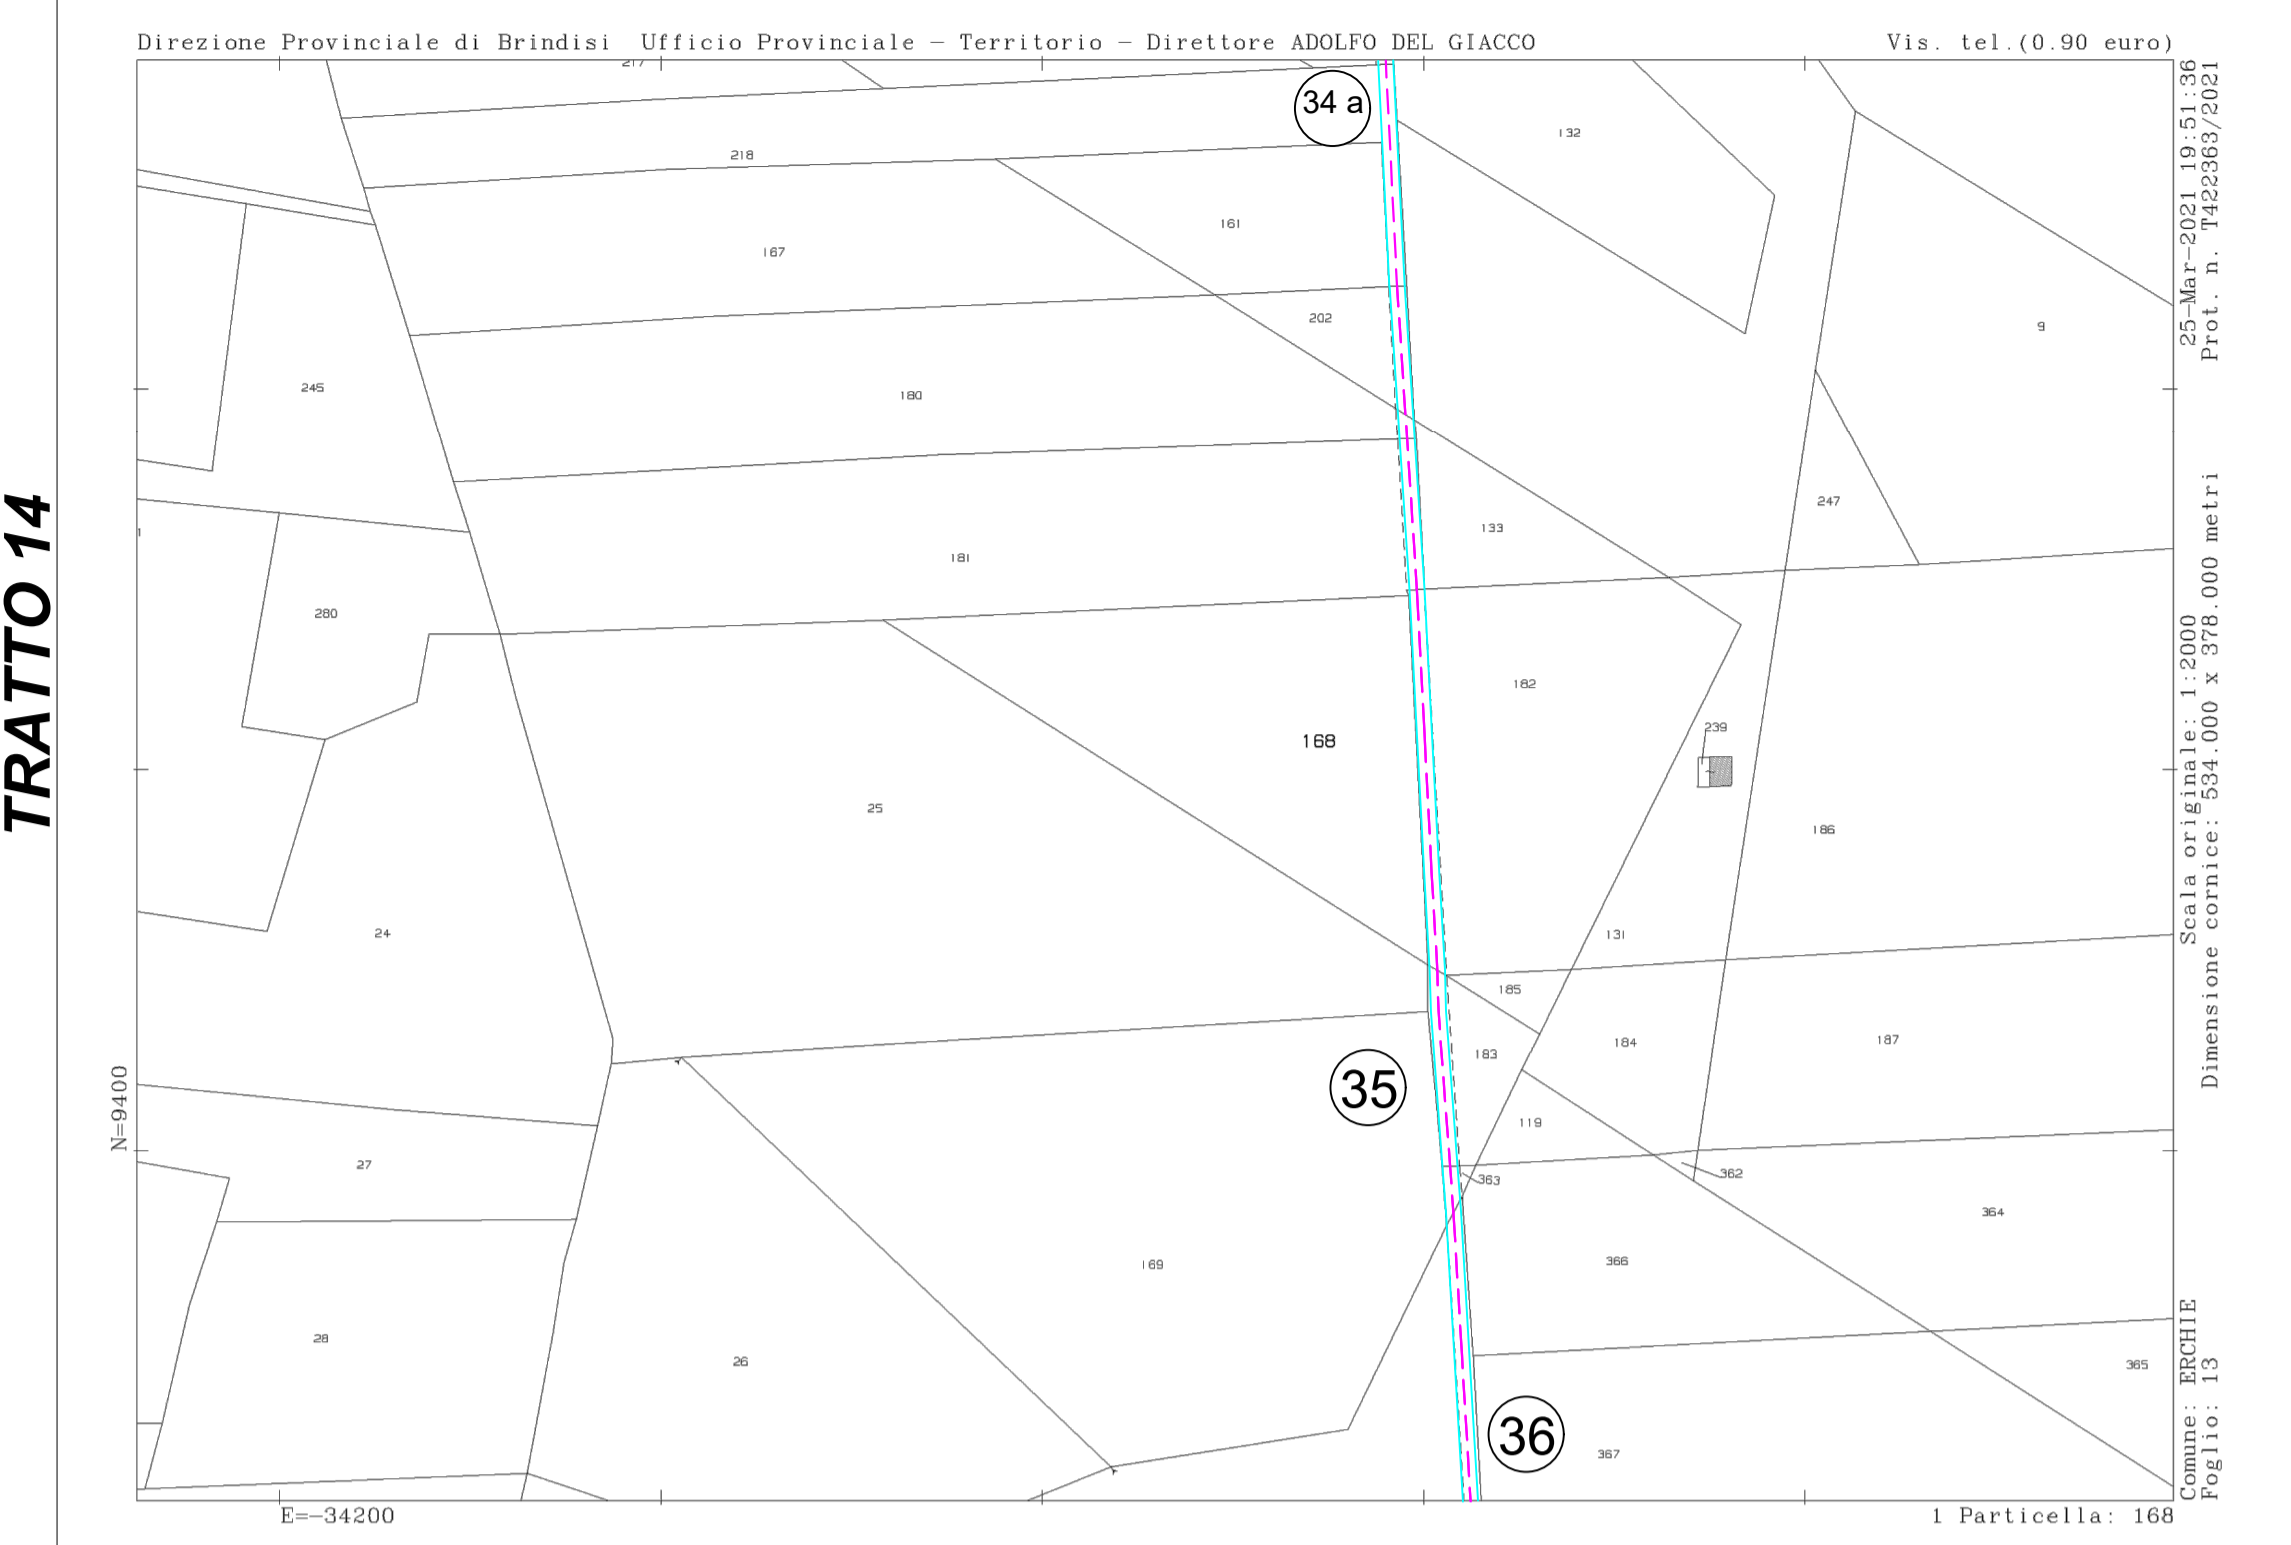 Direzione Provinciale di Brindisi Ufficio Provinciale - Territorio - Direttore ADOLFO DEL GIACCO
Vis. tel.(0.90 euro)
25-Mar-2021 19:51:36
Prot. n. T422363/2021
Scala originale: 1:2000
Dimensione cornice: 534.000 x 378.000 metri
Comune: ERCHIE
Foglio: 13
TRATTO 14
N=9400
E=-34200
1 Particella: 168
217
34 a
132
218
161
167
202
9
245
180
247
133
1
181
280
182
239
168
25
186
24
131
185
183
184
187
35
119
27
363
362
364
169
366
28
26
365
36
367